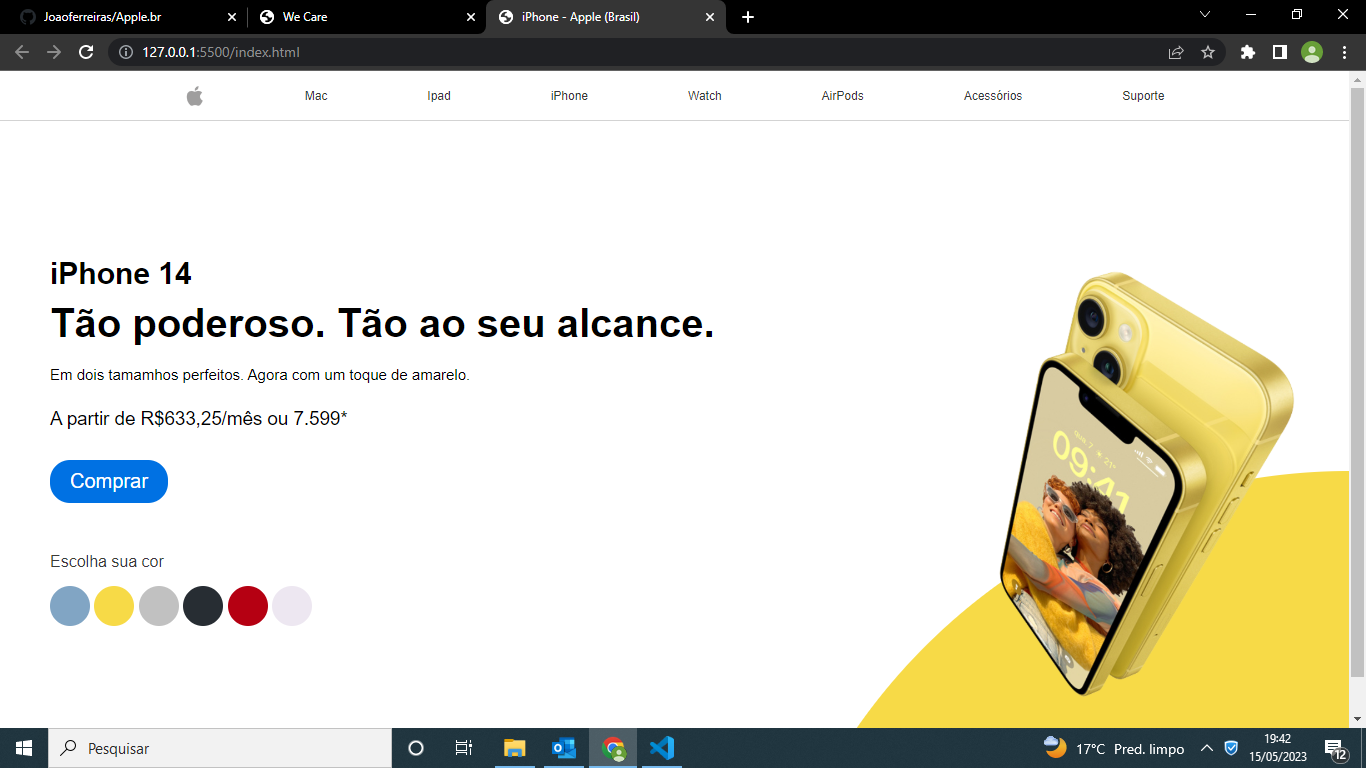 Joaoferreiras/Apple.br
We Care
iPhone - Apple (Brasil)
127.0.0.1:5500/index.html
Mac Ipad iPhone Watch AirPods Acessórios Suporte
iPhone 14
Tão poderoso. Tão ao seu alcance.
Em dois tamanhos perfeitos. Agora com um toque de amarelo.
A partir de R$633,25/mês ou 7.599*
Comprar
Escolha sua cor
09:41
Pesquisar
17°C Pred. limpo
19:42
15/05/2023
12